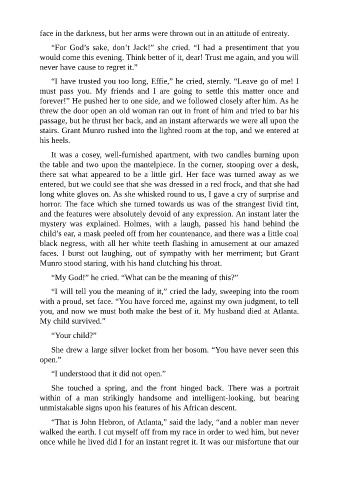 face in the darkness, but her arms were thrown out in an attitude of entreaty.
“For God’s sake, don’t Jack!” she cried. “I had a presentiment that you
would come this evening. Think better of it, dear! Trust me again, and you will
never have cause to regret it.”
“I have trusted you too long, Effie,” he cried, sternly. “Leave go of me! I
must pass you. My friends and I are going to settle this matter once and
forever!” He pushed her to one side, and we followed closely after him. As he
threw the door open an old woman ran out in front of him and tried to bar his
passage, but he thrust her back, and an instant afterwards we were all upon the
stairs. Grant Munro rushed into the lighted room at the top, and we entered at
his heels.
It was a cosey, well-furnished apartment, with two candles burning upon
the table and two upon the mantelpiece. In the corner, stooping over a desk,
there sat what appeared to be a little girl. Her face was turned away as we
entered, but we could see that she was dressed in a red frock, and that she had
long white gloves on. As she whisked round to us, I gave a cry of surprise and
horror. The face which she turned towards us was of the strangest livid tint,
and the features were absolutely devoid of any expression. An instant later the
mystery was explained. Holmes, with a laugh, passed his hand behind the
child’s ear, a mask peeled off from her countenance, and there was a little coal
black negress, with all her white teeth flashing in amusement at our amazed
faces. I burst out laughing, out of sympathy with her merriment; but Grant
Munro stood staring, with his hand clutching his throat.
“My God!” he cried. “What can be the meaning of this?”
“I will tell you the meaning of it,” cried the lady, sweeping into the room
with a proud, set face. “You have forced me, against my own judgment, to tell
you, and now we must both make the best of it. My husband died at Atlanta.
My child survived.”
“Your child?”
She drew a large silver locket from her bosom. “You have never seen this
open.”
“I understood that it did not open.”
She touched a spring, and the front hinged back. There was a portrait
within of a man strikingly handsome and intelligent-looking, but bearing
unmistakable signs upon his features of his African descent.
“That is John Hebron, of Atlanta,” said the lady, “and a nobler man never
walked the earth. I cut myself off from my race in order to wed him, but never
once while he lived did I for an instant regret it. It was our misfortune that our